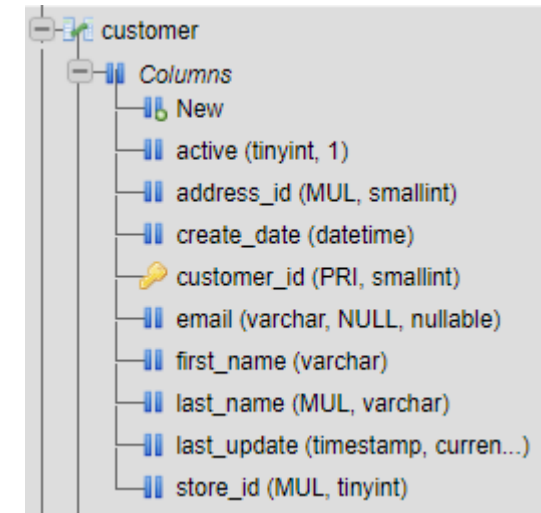 customer
Columns
New
active (tinyint, 1)
address_id (MUL, smallint)
create_date (datetime)
customer_id (PRI, smallint)
email (varchar, NULL, nullable)
first_name (varchar)
last_name (MUL, varchar)
last_update (timestamp, curren...)
store_id (MUL, tinyint)